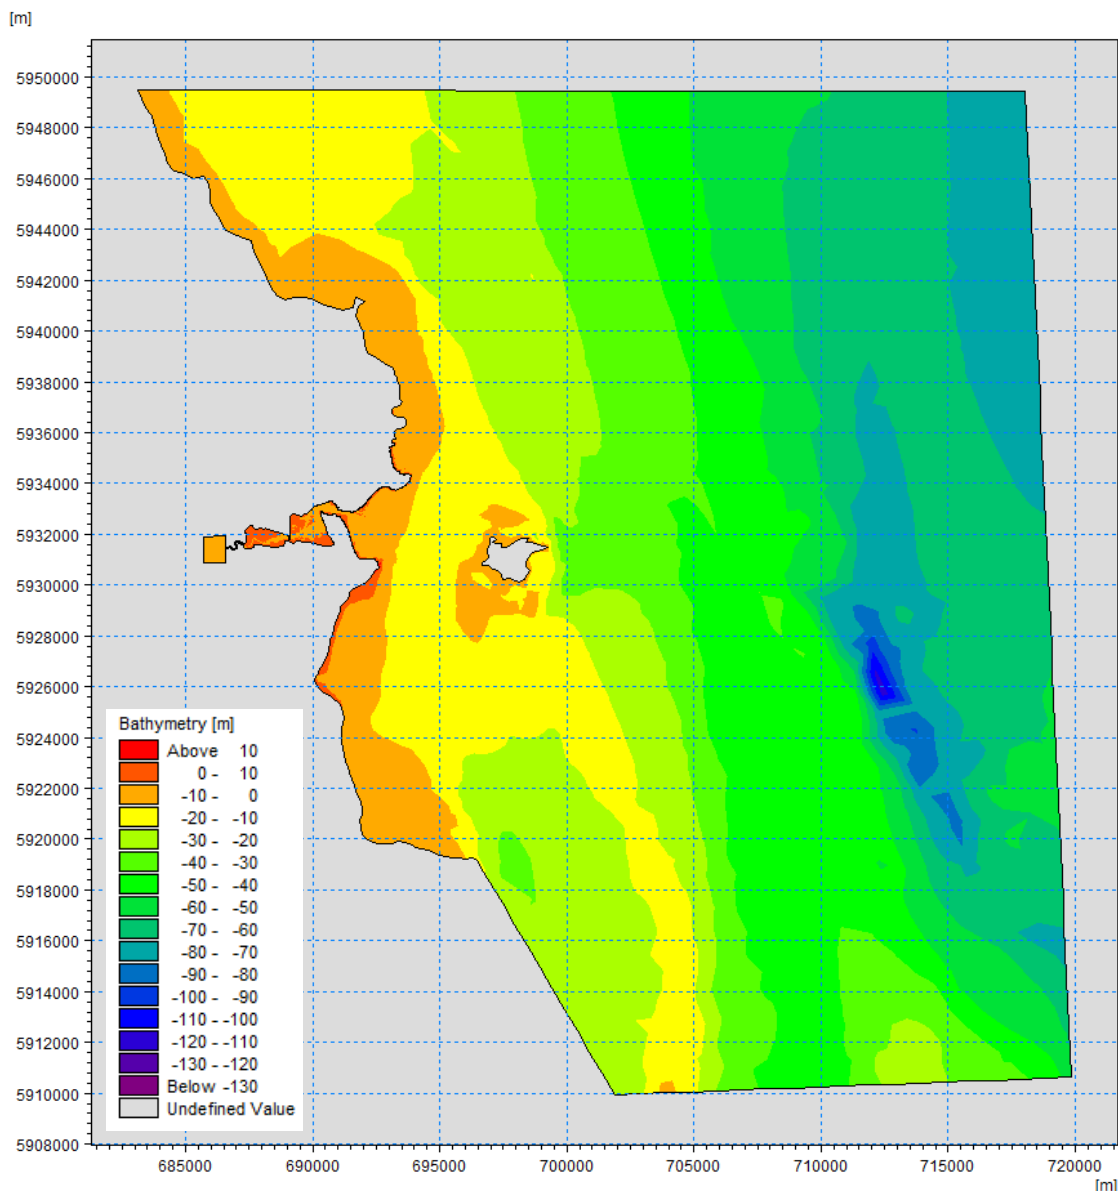 [m]
5950000
5948000
5946000
5944000
5942000
5940000
5938000
5936000
5934000
5932000
5930000
5928000
5926000
5924000
5922000
5920000
5918000
5916000
5914000
5912000
5910000
5908000
Bathymetry [m]
Above 10
0 - 10
-10 - 0
-20 - -10
-30 - -20
-40 - -30
-50 - -40
-60 - -50
-70 - -60
-80 - -70
-90 - -80
-100 - -90
-110 - -100
-120 - -110
-130 - -120
Below -130
Undefined Value
685000 690000 695000 700000 705000 710000 715000 720000
[m]